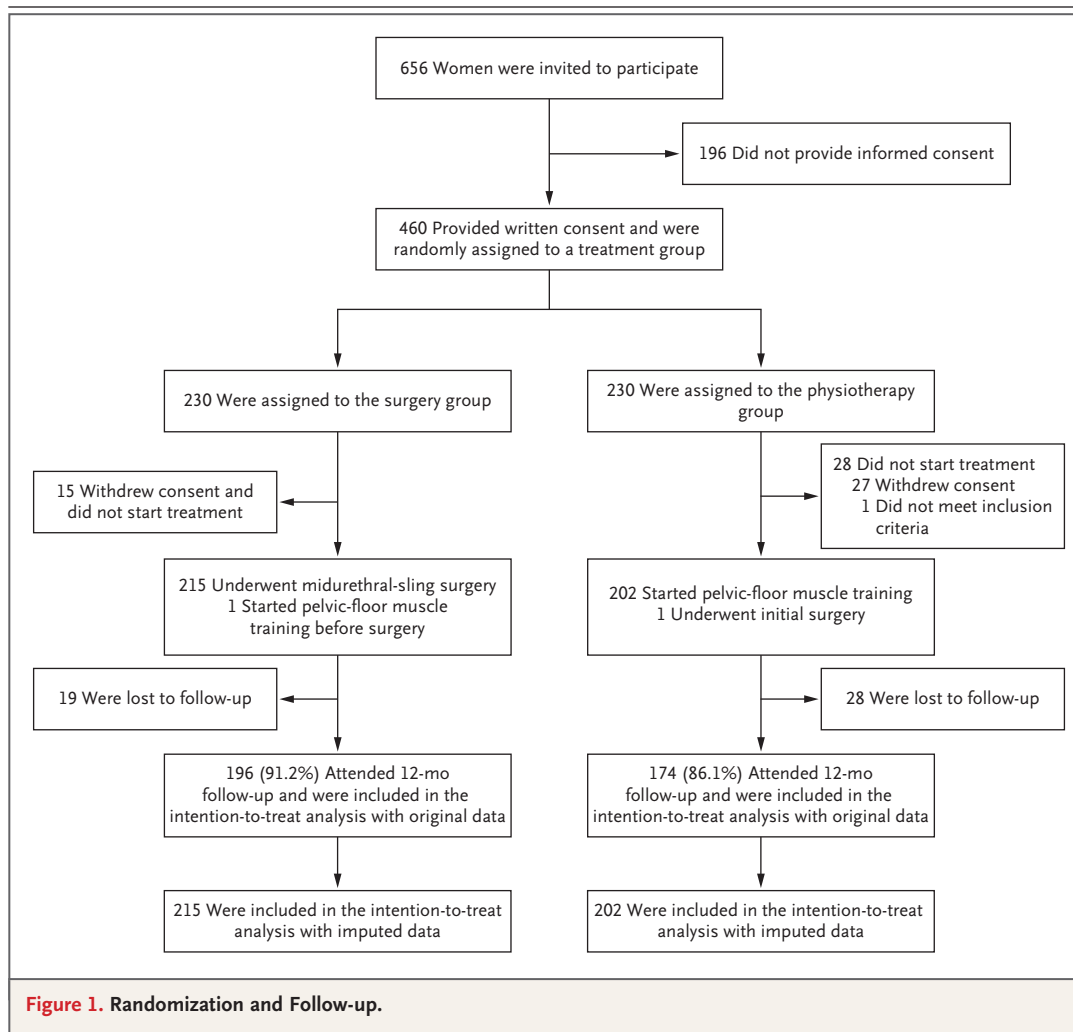 656 Women were invited to participate
196 Did not provide informed consent
460 Provided written consent and were
randomly assigned to a treatment group
230 Were assigned to the surgery group
230 Were assigned to the physiotherapy
group
15 Withdrew consent and
did not start treatment
28 Did not start treatment
27 Withdrew consent
1 Did not meet inclusion
criteria
215 Underwent midurethral-sling surgery
1 Started pelvic-floor muscle
training before surgery
202 Started pelvic-floor muscle training
1 Underwent initial surgery
19 Were lost to follow-up
28 Were lost to follow-up
196 (91.2%) Attended 12-mo
follow-up and were included in the
intention-to-treat analysis with original data
174 (86.1%) Attended 12-mo
follow-up and were included in the
intention-to-treat analysis with original data
215 Were included in the intention-to-treat
analysis with imputed data
202 Were included in the intention-to-treat
analysis with imputed data
Figure 1. Randomization and Follow-up.